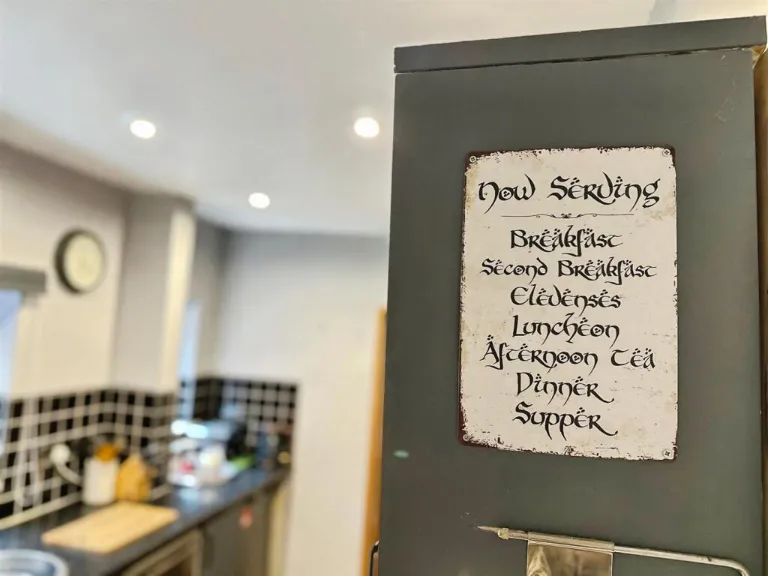 Now Serving
Breakfast
Second Breakfast
Elevenses
Luncheon
Afternoon Tea
Dinner
Supper